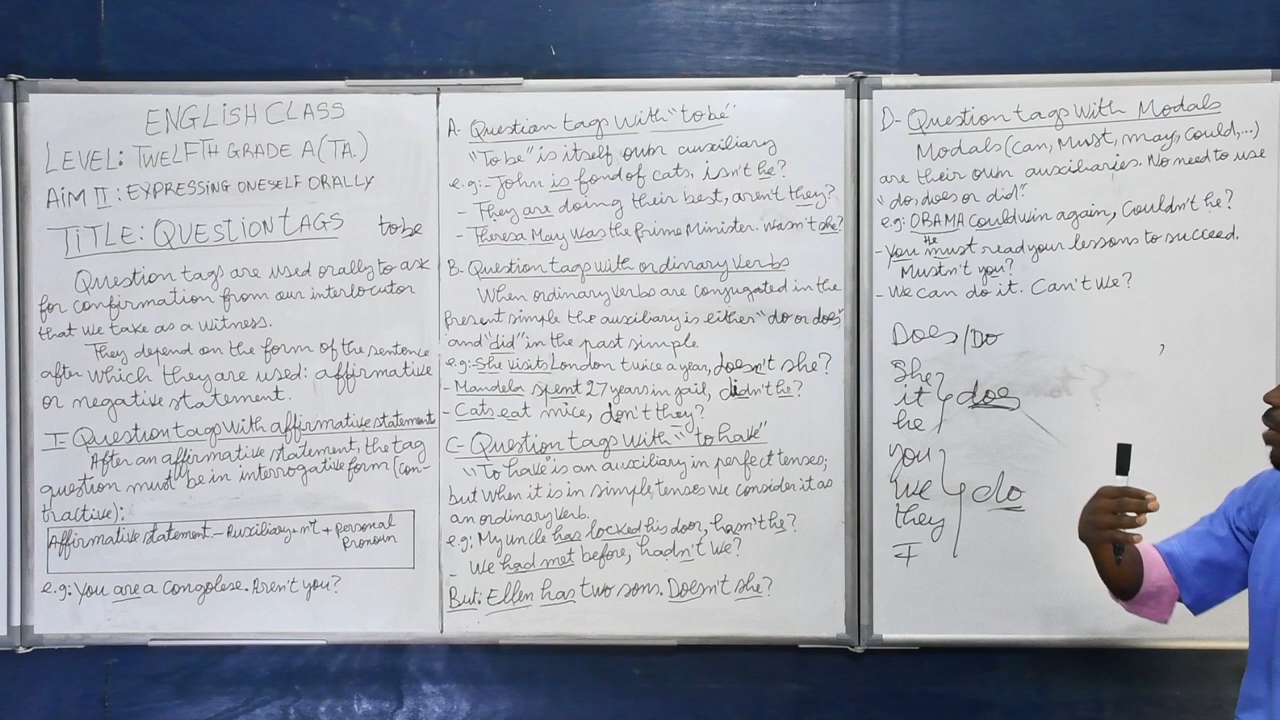 ENGLISH CLASS
LEVEL: TWELFTH GRADE A (TA.)
AIM II : EXPRESSING ONESELF ORALLY
TITLE: QUESTION TAGS
to be
Question tags are used orally to ask
for confirmation from our interlocutor
that we take as a witness.
They depend on the form of the sentence
after which they are used: affirmative
or negative statement.
I- Question tags with affirmative statement
After an affirmative statement, the tag
question must be in interrogative form (con-
tractive):
Affirmative statement - Auxiliary + n't + personal
pronoun
e.g: You are a Congolese. Aren't you?
A- Question tags with "to be"
"To be" is itself own auxiliary
e.g:- John is fond of cats, isn't he?
- They are doing their best, aren't they?
- Theresa May was the prime Minister. Wasn't she?
B- Question tags with ordinary verbs
When ordinary verbs are conjugated in the
present simple the auxiliary is either "do or does"
and "did" in the past simple
e.g:- She visits London twice a year, doesn't she?
- Mandela spent 27 years in jail, didn't he?
- Cats eat mice, don't they?
C- Question tags with "to have"
"To have" is an auxiliary in perfect tenses;
but when it is in simple tenses we consider it as
an ordinary verb.
e.g: My uncle has locked his door, hasn't he?
- We had met before, hadn't we?
But: Ellen has two sons. Doesn't she?
D- Question tags with Modals
Modals (can, must, may, could,...)
are their own auxiliaries. No need to use
"do, does or did".
e.g: OBAMA could win again, Couldn't he?
He
- You must read your lessons to succeed.
Mustn't you?
- We can do it. Can't we?
Does/Do
She
it
does
he
you
we
do
they
I